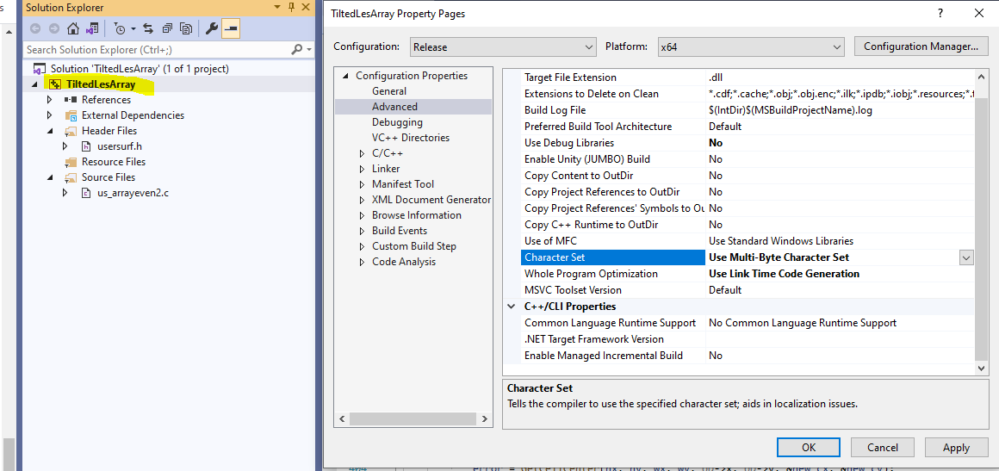 Solution Explorer
Search Solution Explorer (Ctrl+;)
Solution 'TiltedLesArray' (1 of 1 project)
TiltedLesArray
References
External Dependencies
Header Files
usersurf.h
Resource Files
Source Files
us_arrayeven2.c
TiltedLesArray Property Pages
Configuration: Release Platform: x64 Configuration Manager...
Configuration Properties
General
Advanced
Debugging
VC++ Directories
C/C++
Linker
Manifest Tool
XML Document Generator
Browse Information
Build Events
Custom Build Step
Code Analysis
Target File Extension .dll
Extensions to Delete on Clean *.cdf;*.cache;*.obj;*.obj.enc;*.ilk;*.ipdb;*.iobj;*.resources;*.t
Build Log File $(IntDir)$(MSBuildProjectName).log
Preferred Build Tool Architecture Default
Use Debug Libraries No
Enable Unity (JUMBO) Build No
Copy Content to OutDir No
Copy Project References to OutDir No
Copy Project References' Symbols to Ou No
Copy C++ Runtime to OutDir No
Use of MFC Use Standard Windows Libraries
Character Set Use Multi-Byte Character Set
Whole Program Optimization Use Link Time Code Generation
MSVC Toolset Version Default
C++/CLI Properties
Common Language Runtime Support No Common Language Runtime Support
.NET Target Framework Version
Enable Managed Incremental Build No
Character Set
Tells the compiler to use the specified character set; aids in localization issues.
OK Cancel Apply